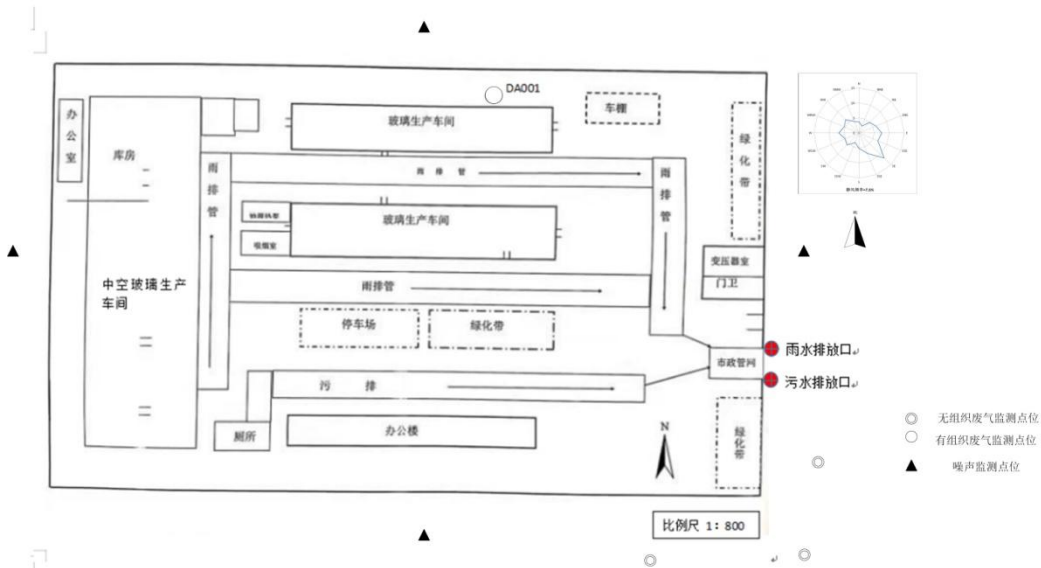 DA001
车棚
办公室
玻璃生产车间
绿化带
库房
雨排管
雨 排 管
雨排管
玻璃生产车间
吸烟室
变压器室
中空玻璃生产
车间
雨排管
门卫
停车场
绿化带
雨水排放口
市政管网
污水排放口
污 排
绿化带
办公楼
厕所
N
无组织废气监测点位
有组织废气监测点位
噪声监测点位
比例尺 1：800